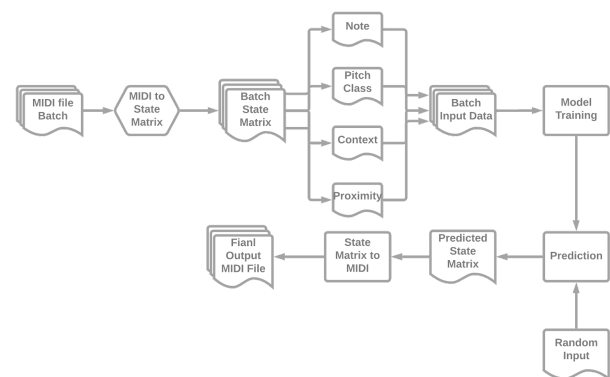 Note
MIDI file
Batch
MIDI to
State
Matrix
Batch
State
Matrix
Pitch
Class
Batch
Input Data
Model
Training
Context
Proximity
Fianl
Output
MIDI File
State
Matrix to
MIDI
Predicted
State
Matrix
Prediction
Random
Input